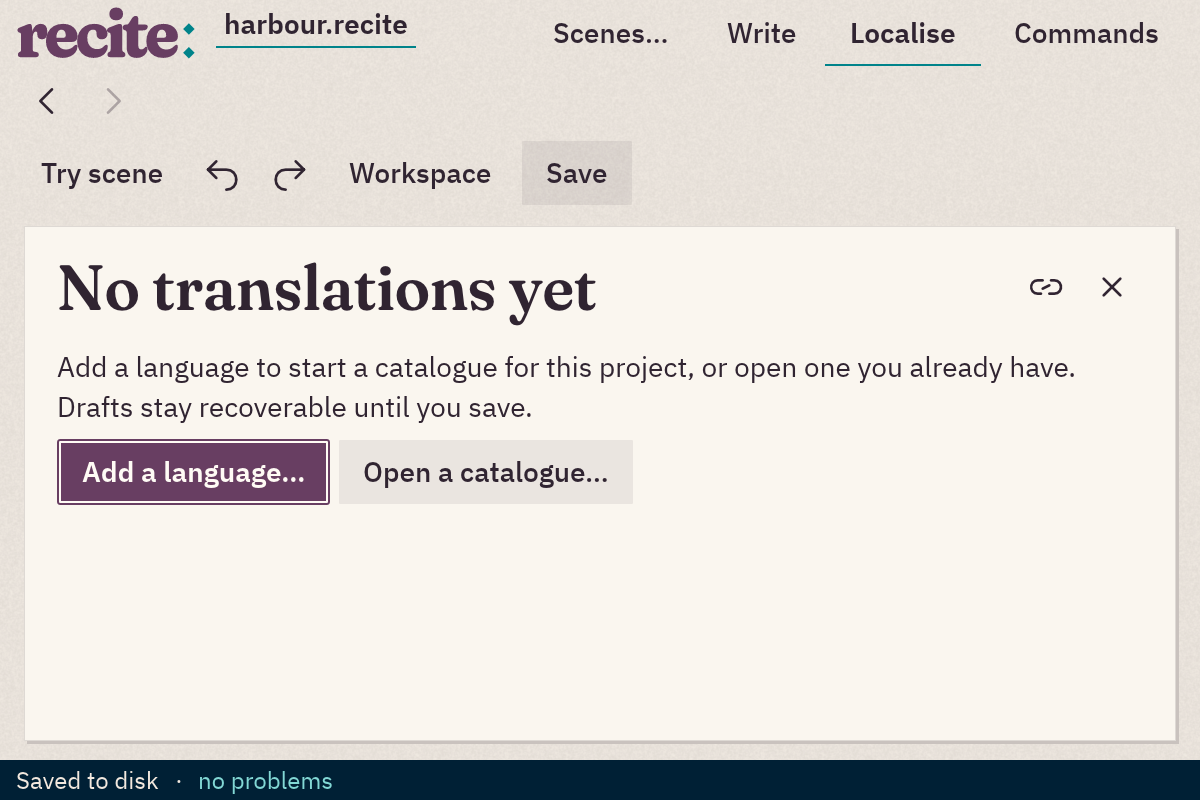 recite:
harbour.recite
Scenes...
Write
Localise
Commands
Try scene
Workspace
Save
No translations yet
Add a language to start a catalogue for this project, or open one you already have.
Drafts stay recoverable until you save.
Add a language...
Open a catalogue...
Saved to disk · no problems